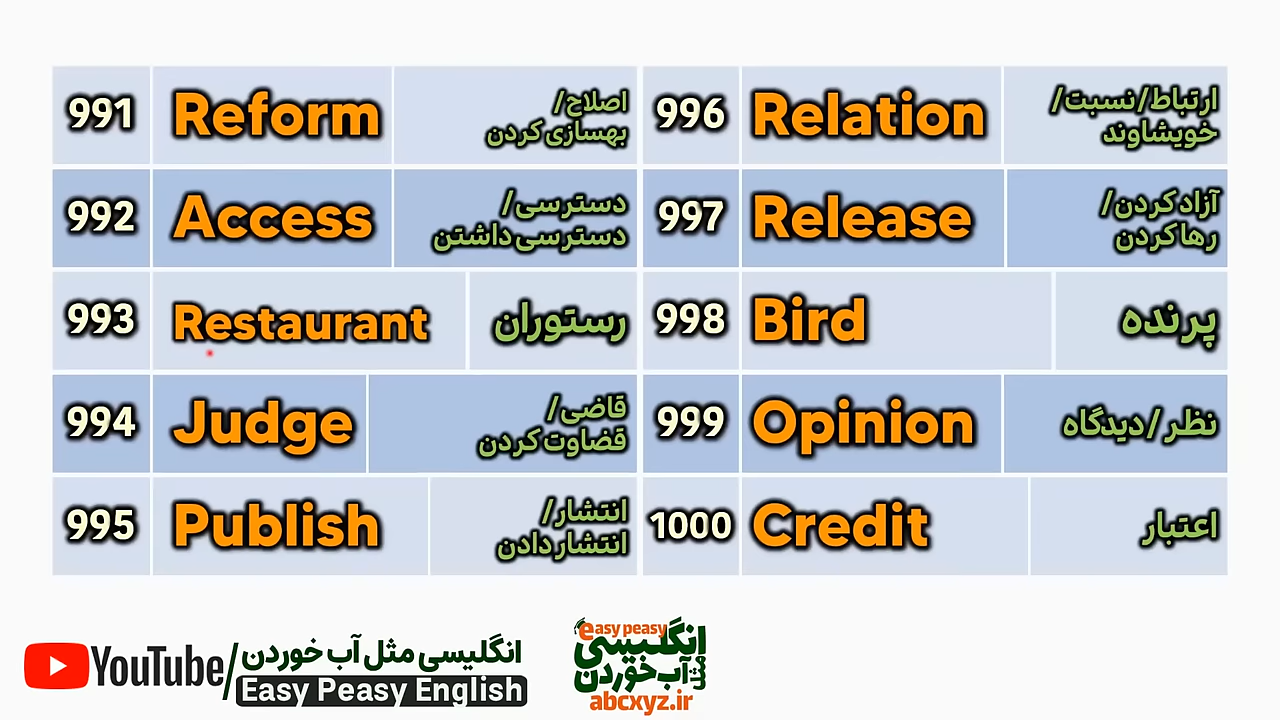 991 Reform اصلاح/
بهسازی کردن
992 Access دسترسی/
دسترسی داشتن
993 Restaurant رستوران
994 Judge قاضی/
قضاوت کردن
995 Publish انتشار/
انتشار دادن
996 Relation ارتباط/نسبت/
خویشاوند
997 Release آزاد کردن/
رها کردن
998 Bird پرنده
999 Opinion نظر/دیدگاه
1000 Credit اعتبار
YouTube/انگلیسی مثل آب خوردن
Easy Peasy English
easy peasy
انگلیسی
مثل آب خوردن
abcxyz.ir